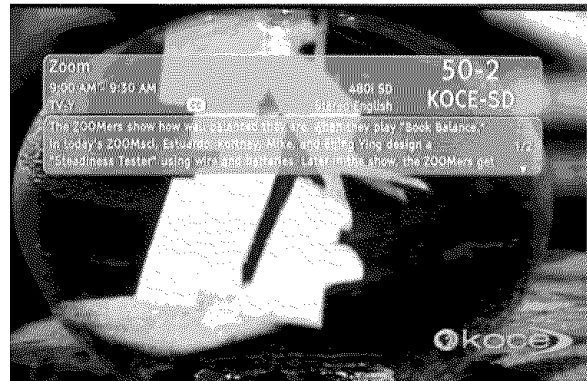 Zoom
50-2
9:00 AM - 9:30 AM
480i SD
KOCE-SD
TV-Y
cc
Stereo English
The ZOOMers show how well balanced they are, when they play "Book Balance."
In today's ZOOMsci, Estuardo, Kortney, Mike, and Ehing Ying design a
1/2
"Steadiness Tester" using wire and batteries. Later in the show, the ZOOMers get
koce